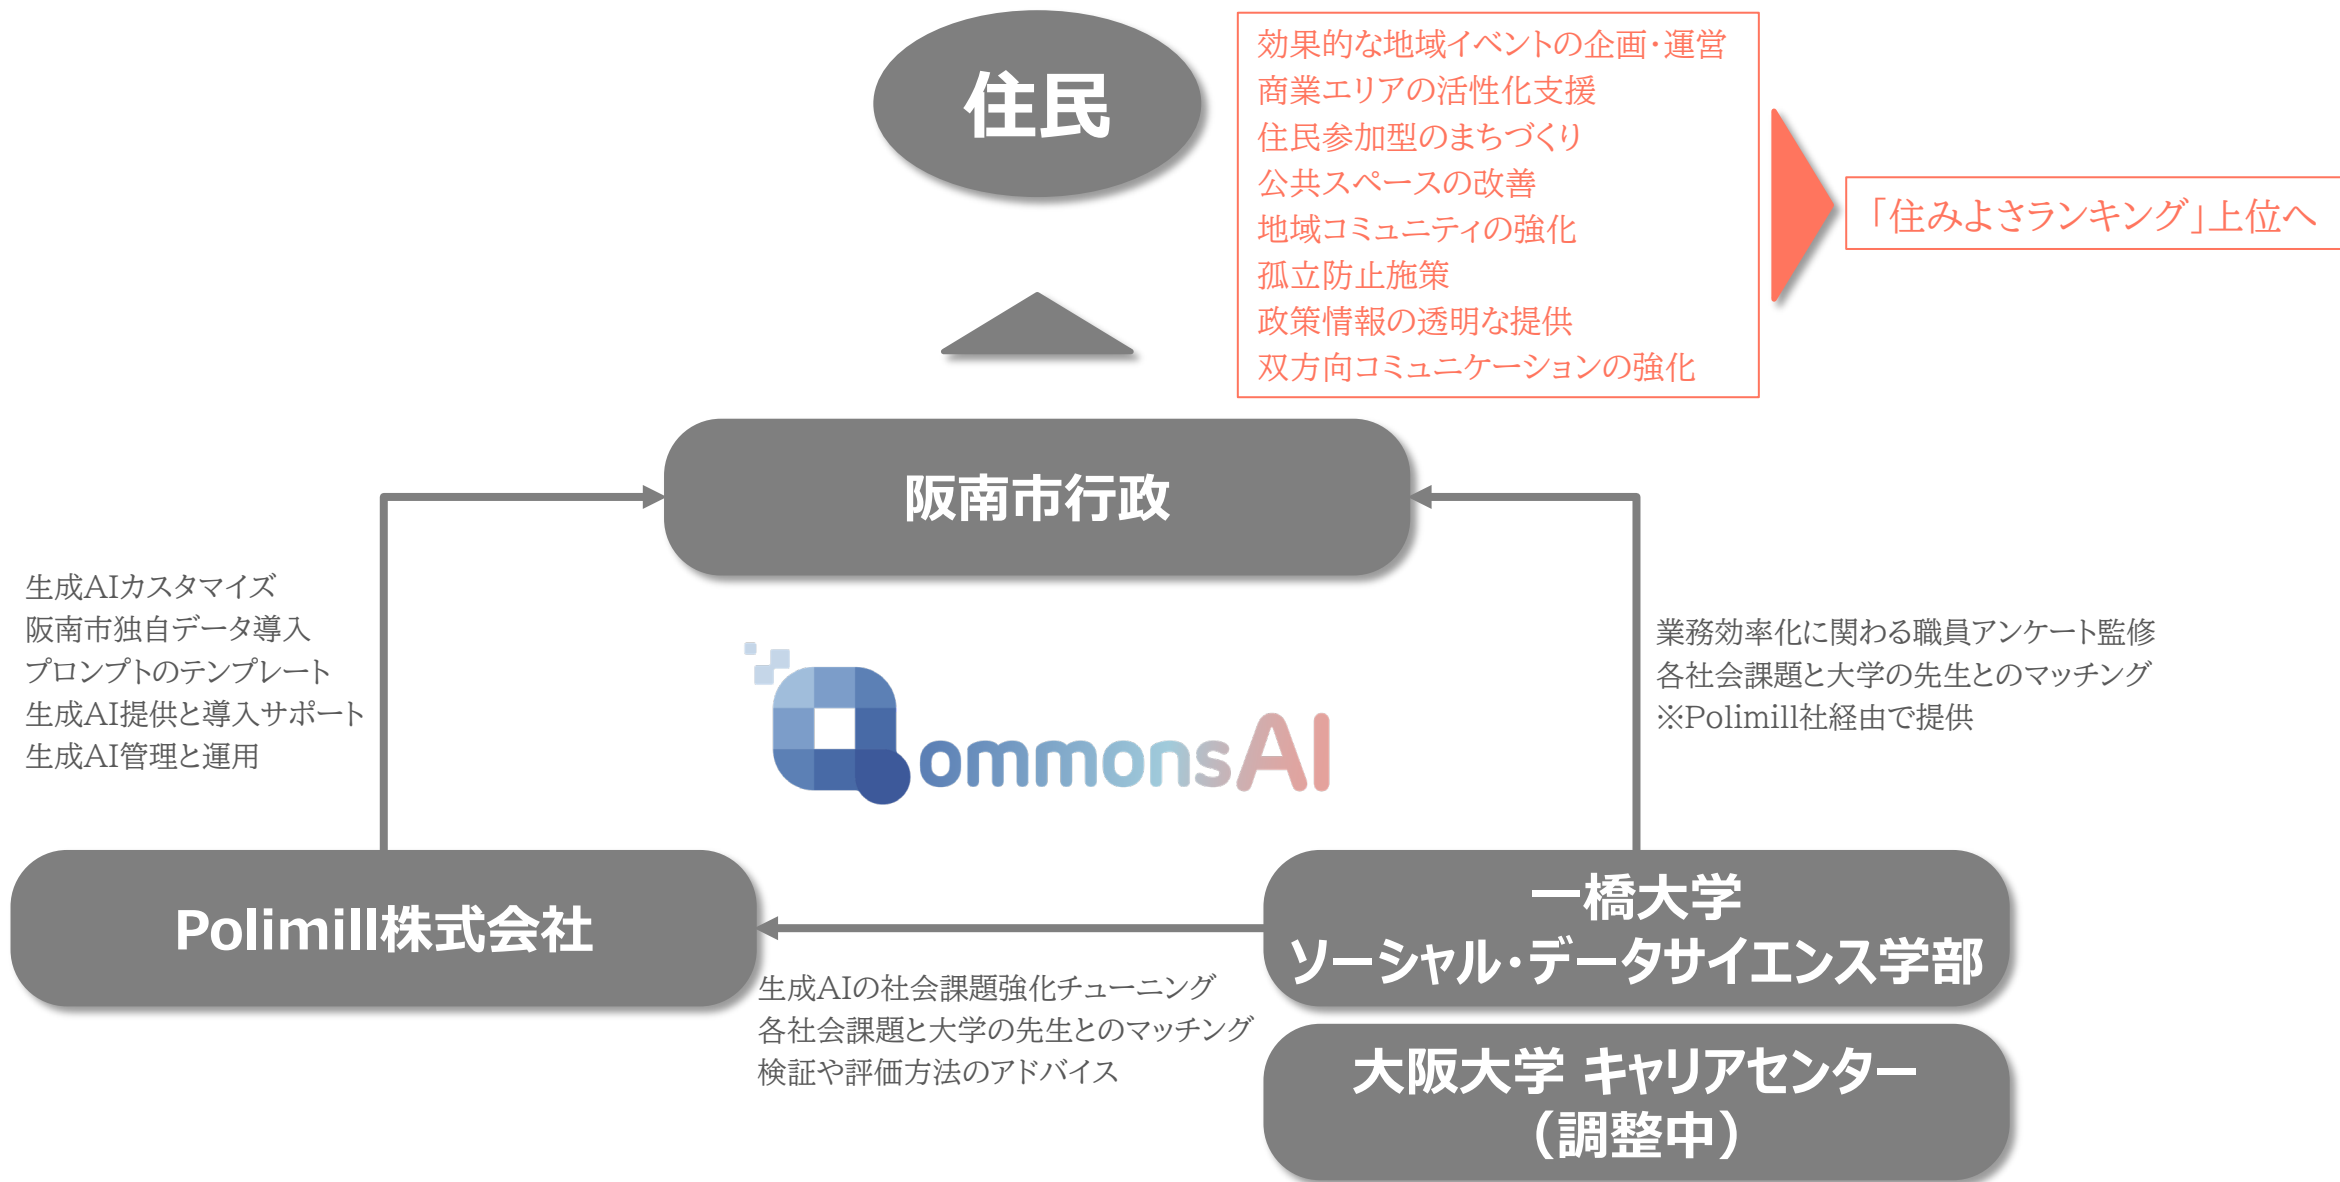 住民
効果的な地域イベントの企画・運営
商業エリアの活性化支援
住民参加型のまちづくり
公共スペースの改善
地域コミュニティの強化
孤立防止施策
政策情報の透明な提供
双方向コミュニケーションの強化
「住みよさランキング」上位へ
阪南市行政
生成AIカスタマイズ
阪南市独自データ導入
プロンプトのテンプレート
生成AI提供と導入サポート
生成AI管理と運用
QommonsAI
業務効率化に関わる職員アンケート監修
各社会課題と大学の先生とのマッチング
※Polimill社経由で提供
Polimill株式会社
生成AIの社会課題強化チューニング
各社会課題と大学の先生とのマッチング
検証や評価方法のアドバイス
一橋大学
ソーシャル・データサイエンス学部
大阪大学 キャリアセンター
（調整中）